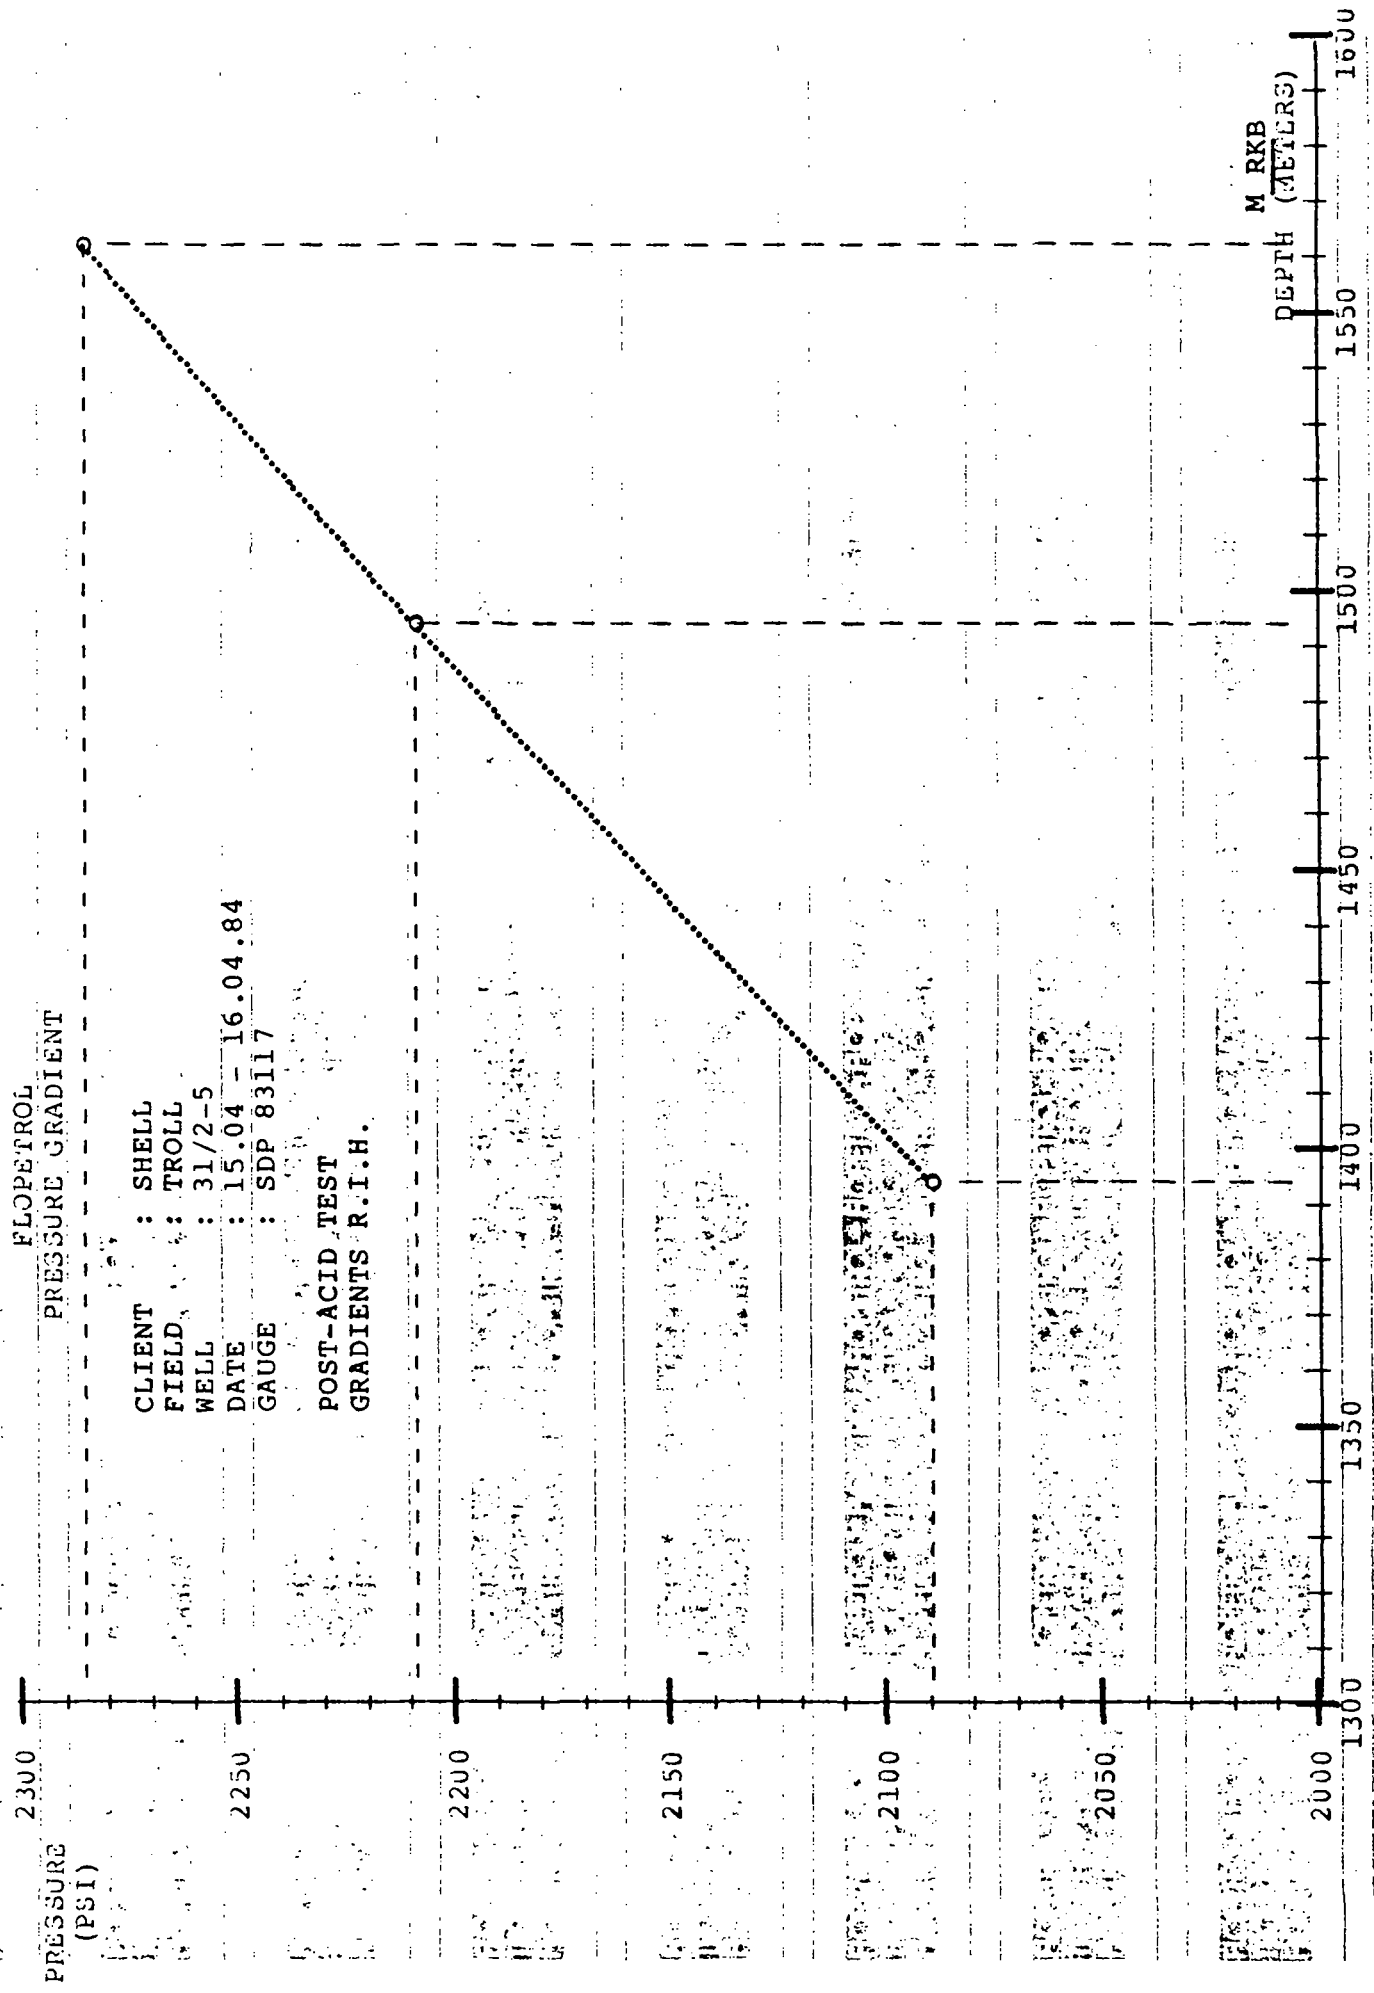 FLOPETROL
PRESSURE GRADIENT
PRESSURE
(PSI)
CLIENT : SHELL
FIELD : TROLL
WELL : 31/2-5
DATE : 15.04 - 16.04.84
GAUGE : SDP 83117
POST-ACID TEST
GRADIENTS R.I.H.
2300
2250
2200
2150
2100
2050
2000
M RKB
DEPTH (METERS)
1300
1350
1400
1450
1500
1550
1600